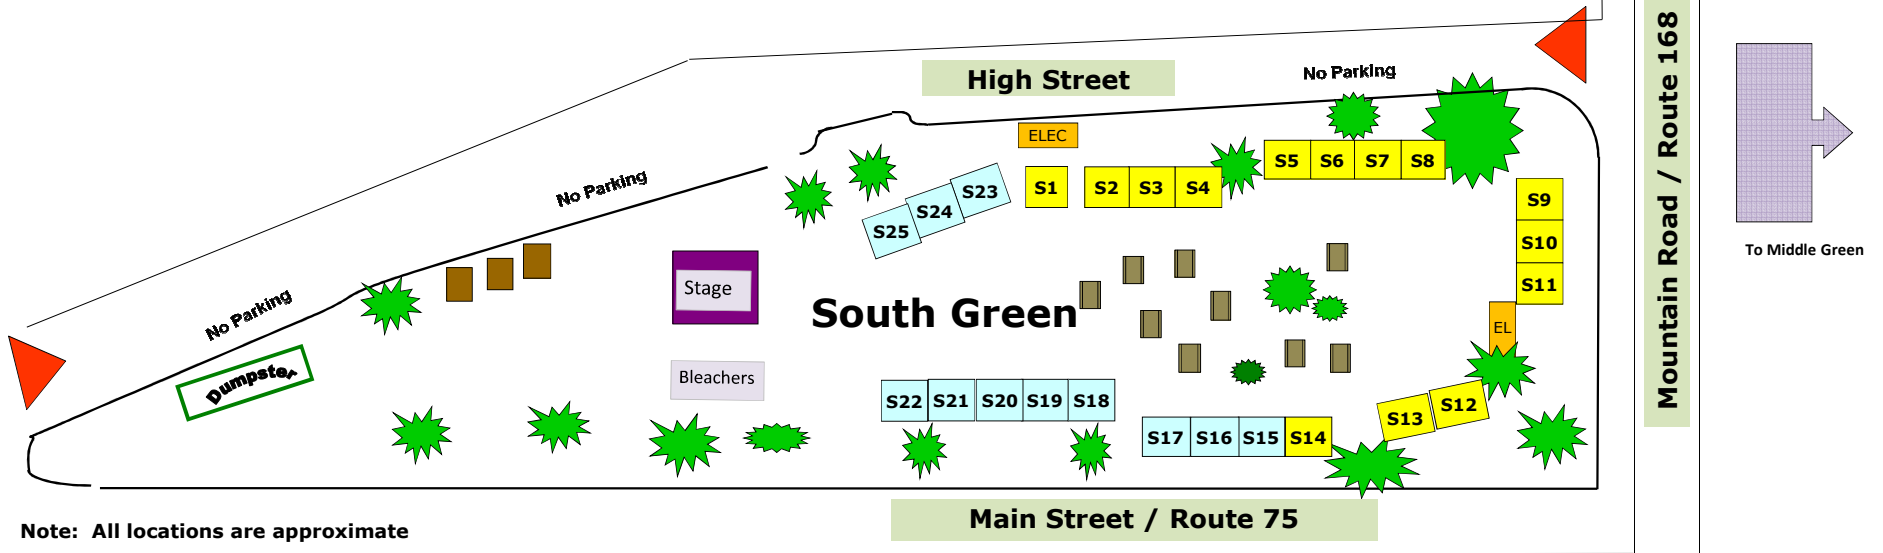 High Street
No Parking
ELEC
No Parking
No Parking
S1
S2 S3 S4
S5 S6 S7 S8
S23
S24
S25
S9
S10
S11
EL
Stage
South Green
Bleachers
Dumpster
S22 S21 S20 S19 S18
S17 S16 S15 S14
S13 S12
Main Street / Route 75
Note: All locations are approximate
Mountain Road / Route 168
To Middle Green